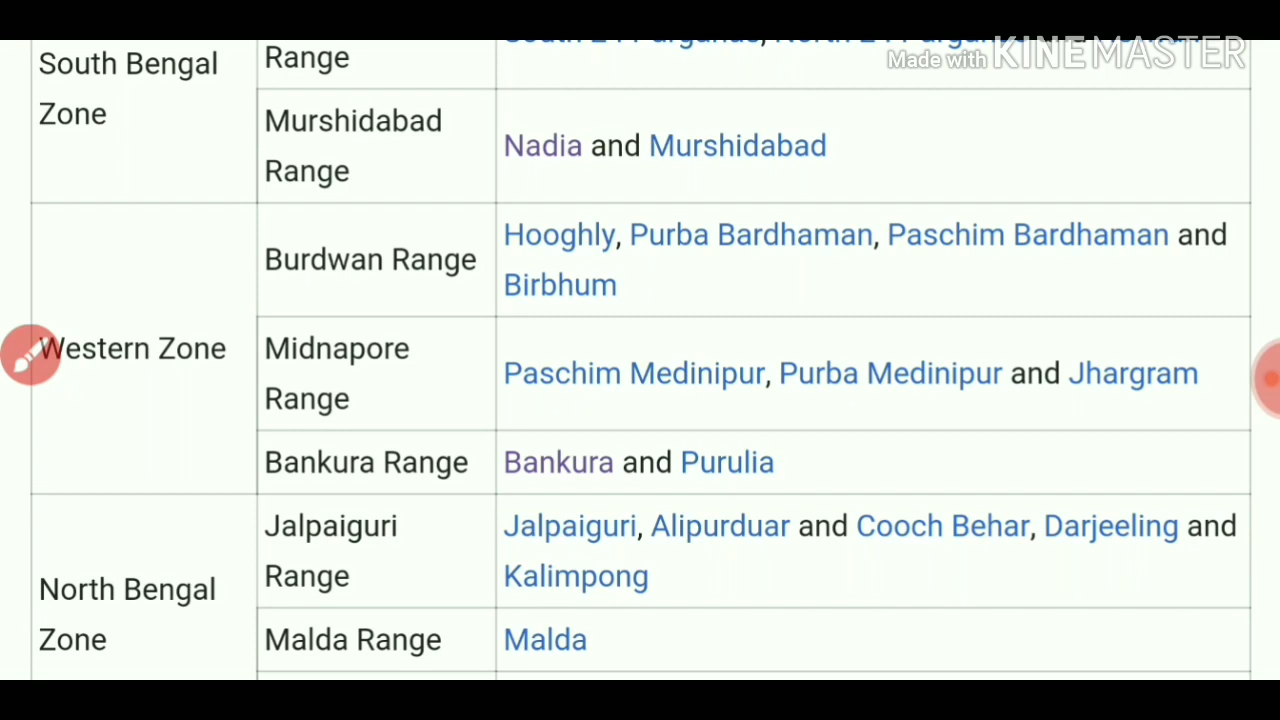 Made with KINEMASTER
South Bengal
Zone
Range
Murshidabad
Range
Nadia and Murshidabad
Western Zone
Burdwan Range
Hooghly, Purba Bardhaman, Paschim Bardhaman and
Birbhum
Midnapore
Range
Paschim Medinipur, Purba Medinipur and Jhargram
Bankura Range
Bankura and Purulia
North Bengal
Zone
Jalpaiguri
Range
Jalpaiguri, Alipurduar and Cooch Behar, Darjeeling and
Kalimpong
Malda Range
Malda